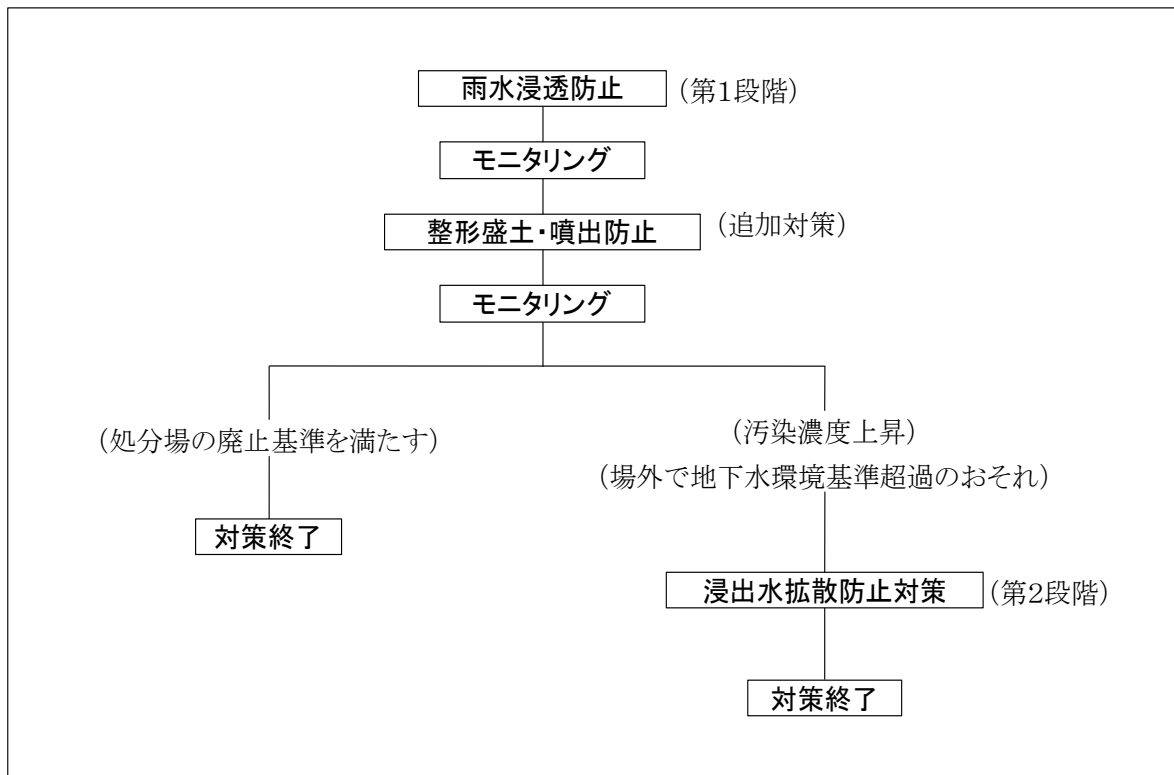 雨水浸透防止 (第1段階)
モニタリング
整形盛土・噴出防止 (追加対策)
モニタリング
(処分場の廃止基準を満たす)
(汚染濃度上昇)
(場外で地下水環境基準超過のおそれ)
対策終了
浸出水拡散防止対策 (第2段階)
対策終了